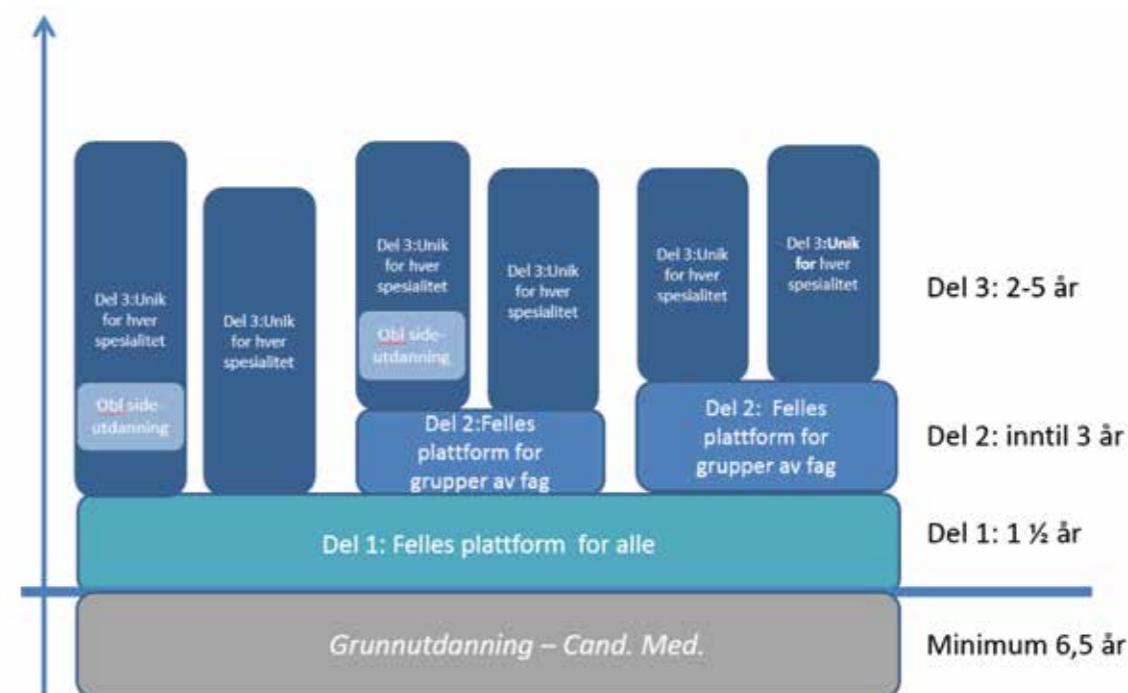 Del 3:Unik
for hver
spesialitet
Obl side-
utdanning
Del 3:Unik
for hver
spesialitet
Del 3:Unik
for hver
spesialitet
Obl side-
utdanning
Del 3:Unik
for hver
spesialitet
Del 3:Unik
for hver
spesialitet
Del 3:Unik
for hver
spesialitet
Del 3: 2-5 år
Del 2:Felles
plattform for
grupper av fag
Del 2: Felles
plattform for
grupper av fag
Del 2: inntil 3 år
Del 1: Felles plattform for alle
Del 1: 1 ½ år
Grunnutdanning – Cand. Med.
Minimum 6,5 år